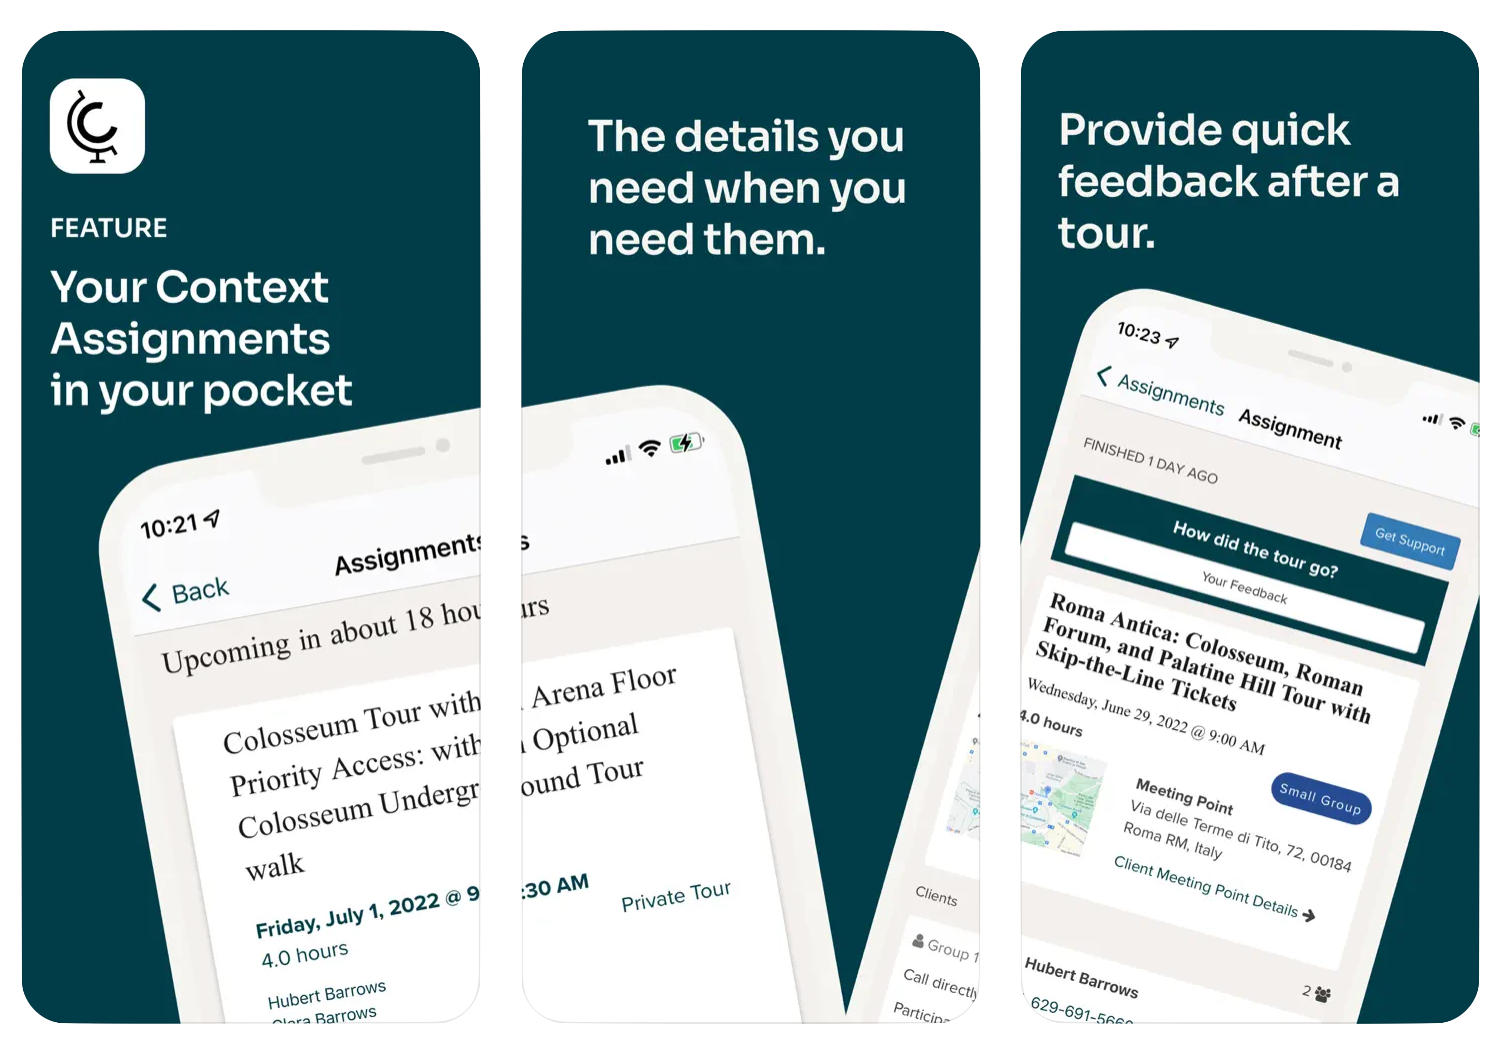 FEATURE
Your Context
Assignments
in your pocket
10:21
Back
Assignments
Upcoming in about 18 hou
Colosseum Tour with
Priority Access: with
Colosseum Undergr
walk
Friday, July 1, 2022 @ 9
4.0 hours
Hubert Barrows
Clara Barrows
The details you
need when you
need them.
s
urs
Arena Floor
Optional
ound Tour
:30 AM
Private Tour
Clients
Group 1
Call directly
Participa
Provide quick
feedback after a
tour.
10:23
Assignments
Assignment
FINISHED 1 DAY AGO
Get Support
How did the tour go?
Your Feedback
Roma Antica: Colosseum, Roman
Forum, and Palatine Hill Tour with
Skip-the-Line Tickets
Wednesday, June 29, 2022 @ 9:00 AM
4.0 hours
Small Group
Meeting Point
Via delle Terme di Tito, 72, 00184
Roma RM, Italy
Client Meeting Point Details
Hubert Barrows
2
629-691-566